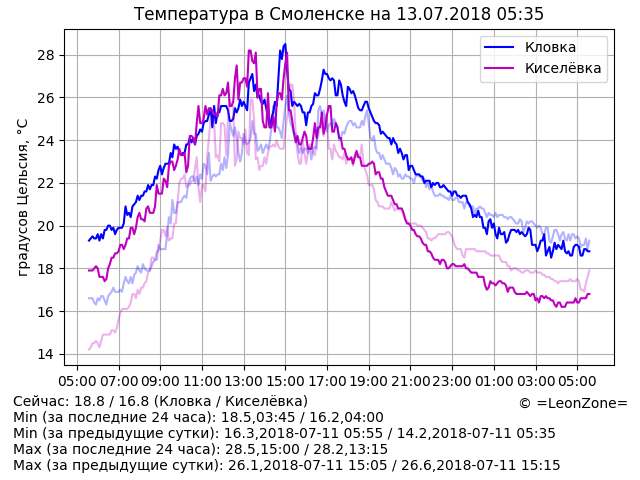 Температура в Смоленске на 13.07.2018 05:35
Кловка
Киселёвка
градусов Цельсия, °С
28
26
24
22
20
18
16
14
05:00 07:00 09:00 11:00 13:00 15:00 17:00 19:00 21:00 23:00 01:00 03:00 05:00
Сейчас: 18.8 / 16.8 (Кловка / Киселёвка)
© =LeonZone=
Min (за последние 24 часа): 18.5,03:45 / 16.2,04:00
Min (за предыдущие сутки): 16.3,2018-07-11 05:55 / 14.2,2018-07-11 05:35
Max (за последние 24 часа): 28.5,15:00 / 28.2,13:15
Max (за предыдущие сутки): 26.1,2018-07-11 15:05 / 26.6,2018-07-11 15:15